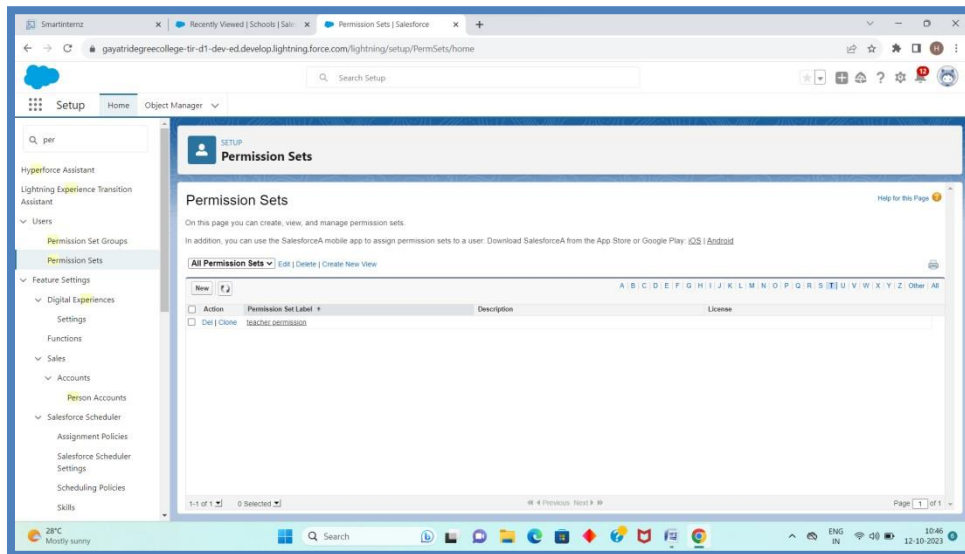 Smartinternz
Recently Viewed | Schools | Sale
Permission Sets | Salesforce
gayatridegreecollege-tir-d1-dev-ed.develop.lightning.force.com/lightning/setup/PermSets/home
H
Search Setup
12
Setup Home Object Manager
per
Hyperforce Assistant
Lightning Experience Transition
Assistant
Users
Permission Set Groups
Permission Sets
Feature Settings
Digital Experiences
Settings
Functions
Sales
Accounts
Person Accounts
Salesforce Scheduler
Assignment Policies
Salesforce Scheduler
Settings
Scheduling Policies
Skills
SETUP
Permission Sets
Permission Sets
Help for this Page
On this page you can create, view, and manage permission sets.
In addition, you can use the SalesforceA mobile app to assign permission sets to a user. Download SalesforceA from the App Store or Google Play: iOS | Android
All Permission Sets Edit | Delete | Create New View
New A | B | C | D | E | F | G | H | I | J | K | L | M | N | O | P | Q | R | S | T | U | V | W | X | Y | Z | Other | All
Action Permission Set Label Description License
Del | Clone teacher permission
1-1 of 1 0 Selected Previous Next Page 1 of 1
28°C
Mostly sunny
Search
ENG
IN
10:46
12-10-2023